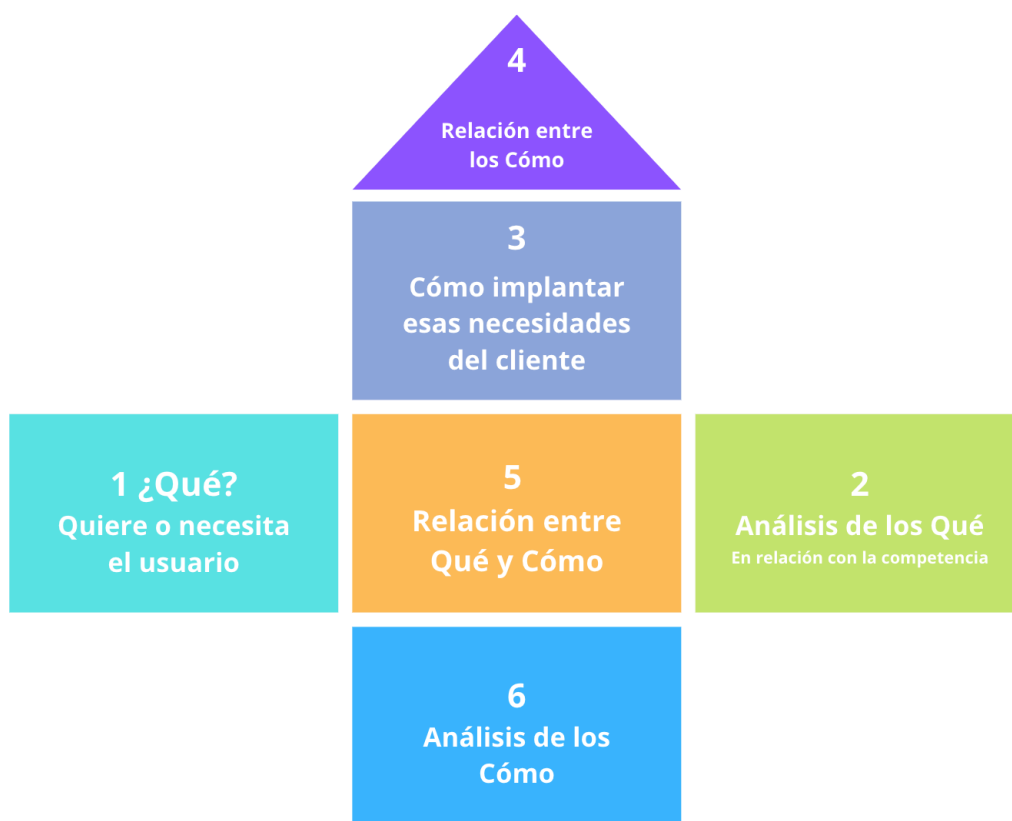 4
Relación entre
los Cómo
3
Cómo implantar
esas necesidades
del cliente
1 ¿Qué?
Quiere o necesita
el usuario
5
Relación entre
Qué y Cómo
2
Análisis de los Qué
En relación con la competencia
6
Análisis de los
Cómo